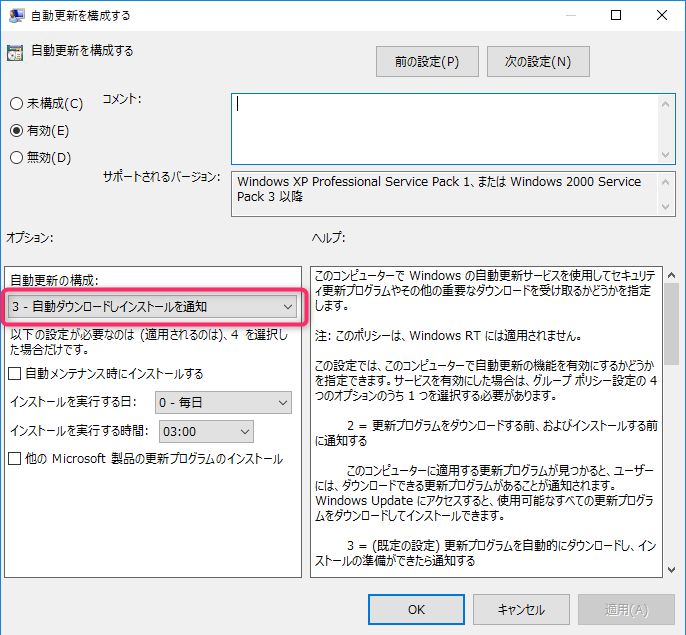 自動更新を構成する
自動更新を構成する
前の設定(P)
次の設定(N)
未構成(C)
有効(E)
無効(D)
コメント:
サポートされるバージョン:
Windows XP Professional Service Pack 1、または Windows 2000 Service
Pack 3 以降
オプション:
ヘルプ:
自動更新の構成:
3 - 自動ダウンロードしインストールを通知
以下の設定が必要なのは (適用されるのは)、4 を選択し
た場合だけです。
自動メンテナンス時にインストールする
インストールを実行する日:
0 - 毎日
インストールを実行する時間:
03:00
他の Microsoft 製品の更新プログラムのインストール
このコンピューターで Windows の自動更新サービスを使用してセキュリテ
ィ更新プログラムやその他の重要なダウンロードを受け取るかどうかを指定
します。
注: このポリシーは、Windows RT には適用されません。
この設定では、このコンピューターで自動更新の機能を有効にするかどうか
を指定できます。サービスを有効にした場合は、グループ ポリシー設定の 4
つのオプションのうち 1 つを選択する必要があります。
2 = 更新プログラムをダウンロードする前、およびインストールする前
に通知する
このコンピューターに適用する更新プログラムが見つかると、ユーザー
には、ダウンロードできる更新プログラムがあることが通知されます。
Windows Update にアクセスすると、使用可能なすべての更新プログラ
ムをダウンロードしてインストールできます。
3 = (既定の設定) 更新プログラムを自動的にダウンロードし、イン
ストールの準備ができたら通知する
OK
キャンセル
適用(A)